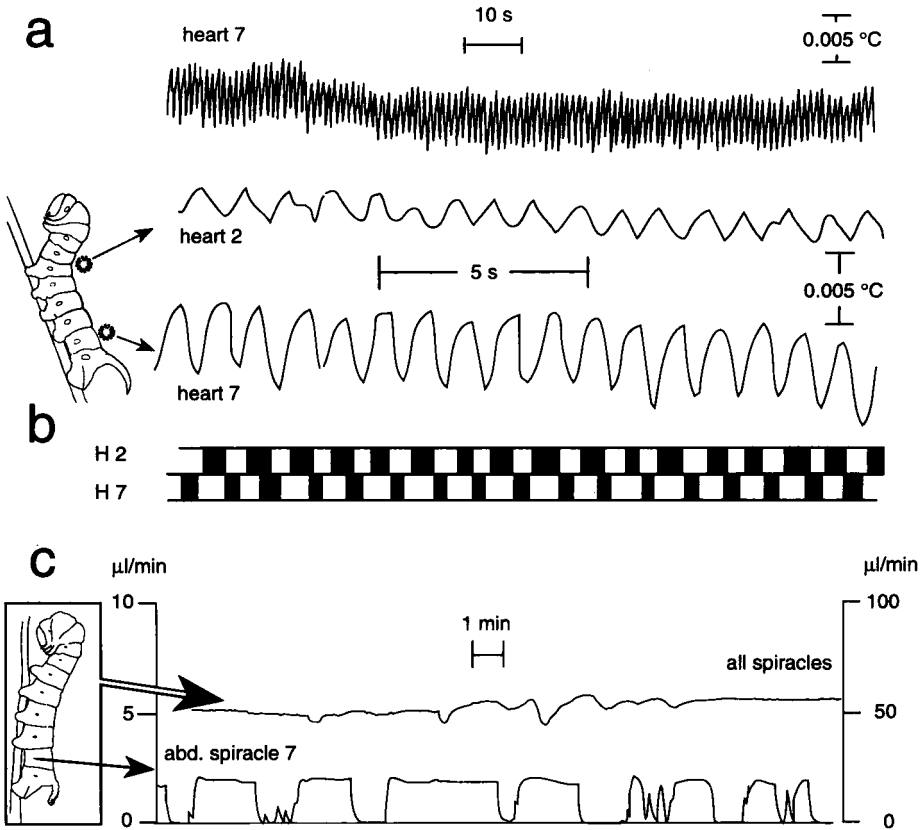 a
heart 7
10 s
0.005 °C
heart 2
5 s
0.005 °C
heart 7
b
H 2
H 7
c
µl/min
µl/min
10
100
1 min
all spiracles
5
50
abd. spiracle 7
0
0